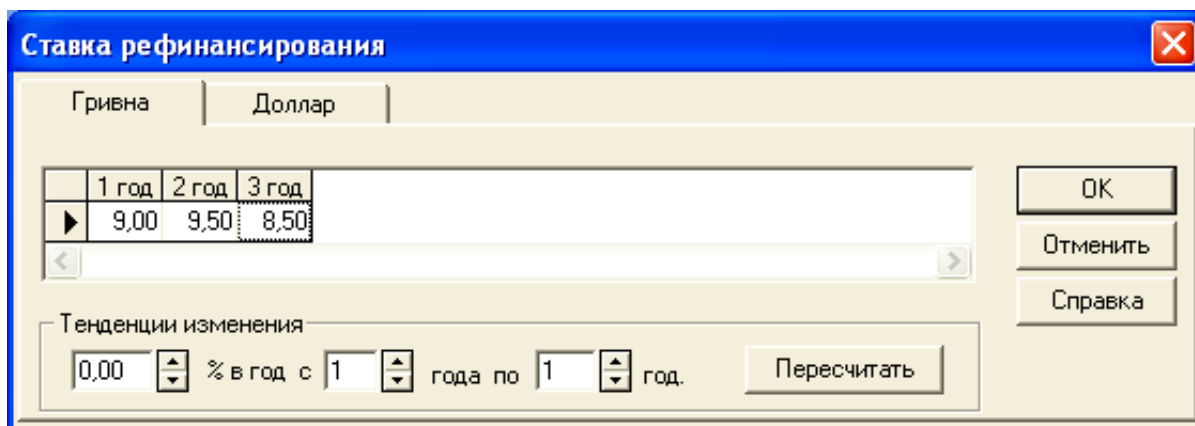 Ставка рефинансирования
Гривна Доллар
1 год 2 год 3 год
9,00 9,50 8,50
OK
Отменить
Справка
Тенденции изменения
0,00 % в год с 1 года по 1 год. Пересчитать